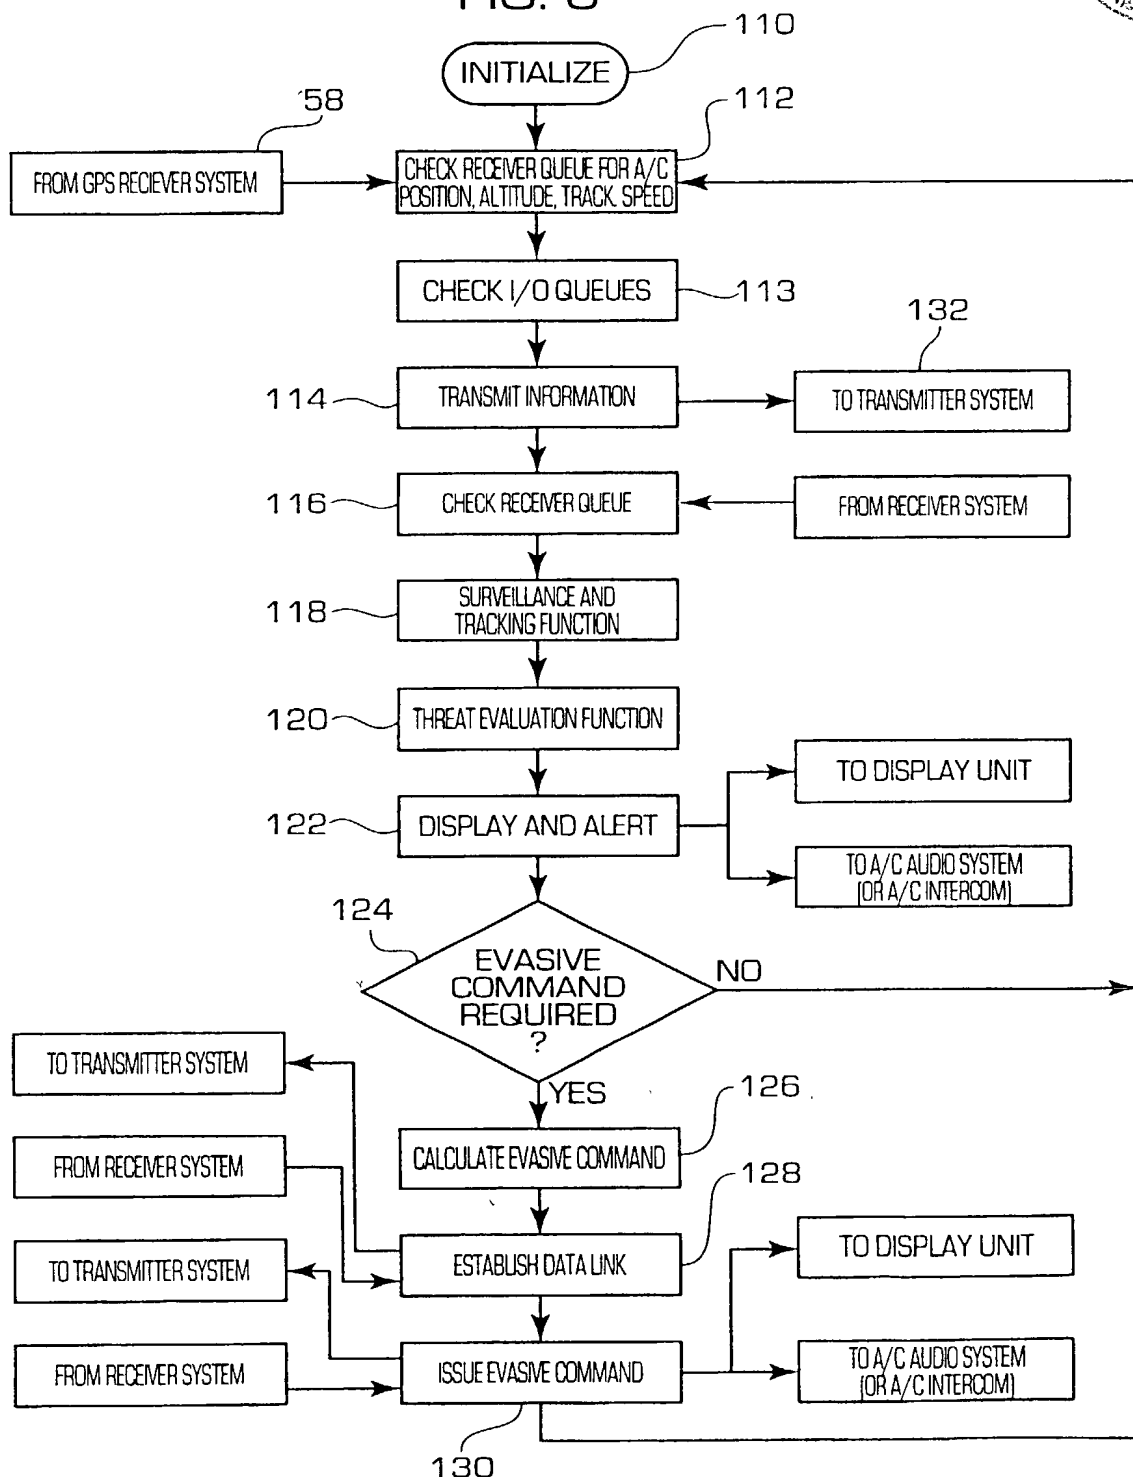 110
INITIALIZE
112
58
FROM GPS RECIEVER SYSTEM
CHECK RECEIVER QUEUE FOR A/C
POSITION, ALTITUDE, TRACK. SPEED
CHECK I/O QUEUES
113
132
114
TRANSMIT INFORMATION
TO TRANSMITTER SYSTEM
116
CHECK RECEIVER QUEUE
FROM RECEIVER SYSTEM
118
SURVEILLANCE AND
TRACKING FUNCTION
120
THREAT EVALUATION FUNCTION
TO DISPLAY UNIT
122
DISPLAY AND ALERT
TO A/C AUDIO SYSTEM
(OR A/C INTERCOM)
124
EVASIVE
COMMAND
REQUIRED
?
NO
YES
TO TRANSMITTER SYSTEM
126
CALCULATE EVASIVE COMMAND
FROM RECEIVER SYSTEM
128
ESTABLISH DATA LINK
TO TRANSMITTER SYSTEM
TO DISPLAY UNIT
ISSUE EVASIVE COMMAND
FROM RECEIVER SYSTEM
TO A/C AUDIO SYSTEM
(OR A/C INTERCOM)
130